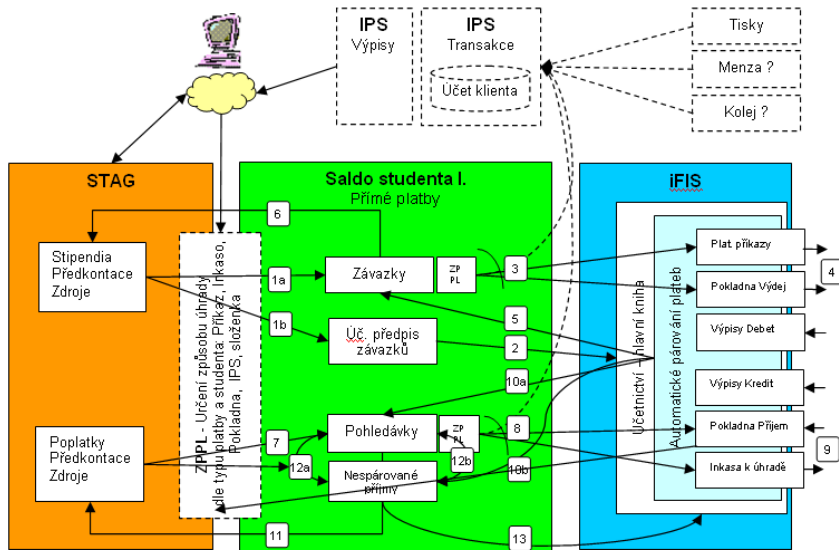 IPS
Výpisy
IPS
Transakce
Účet klienta
Tisky
Menza ?
Kolej ?
STAG
Saldo studenta I.
Přímé platby
iFIS
Stipendia
Předkontace
Zdroje
Poplatky
Předkontace
Zdroje
ZPPL - Určení způsobu úhrady
dle typu platby a studenta: Příkaz, Inkaso,
Pokladna, IPS, složenka
Závazky
ZP
PL
Úč. předpis
závazků
Pohledávky
ZP
PL
Nespárované
příjmy
Účetnictví – hlavní kniha
Automatické párování plateb
Plat. příkazy
Pokladna Výdej
Výpisy Debet
Výpisy Kredit
Pokladna Příjem
Inkasa k úhradě
6
1a
1b
3
5
2
10a
7
12a
8
12b
10b
11
13
4
9